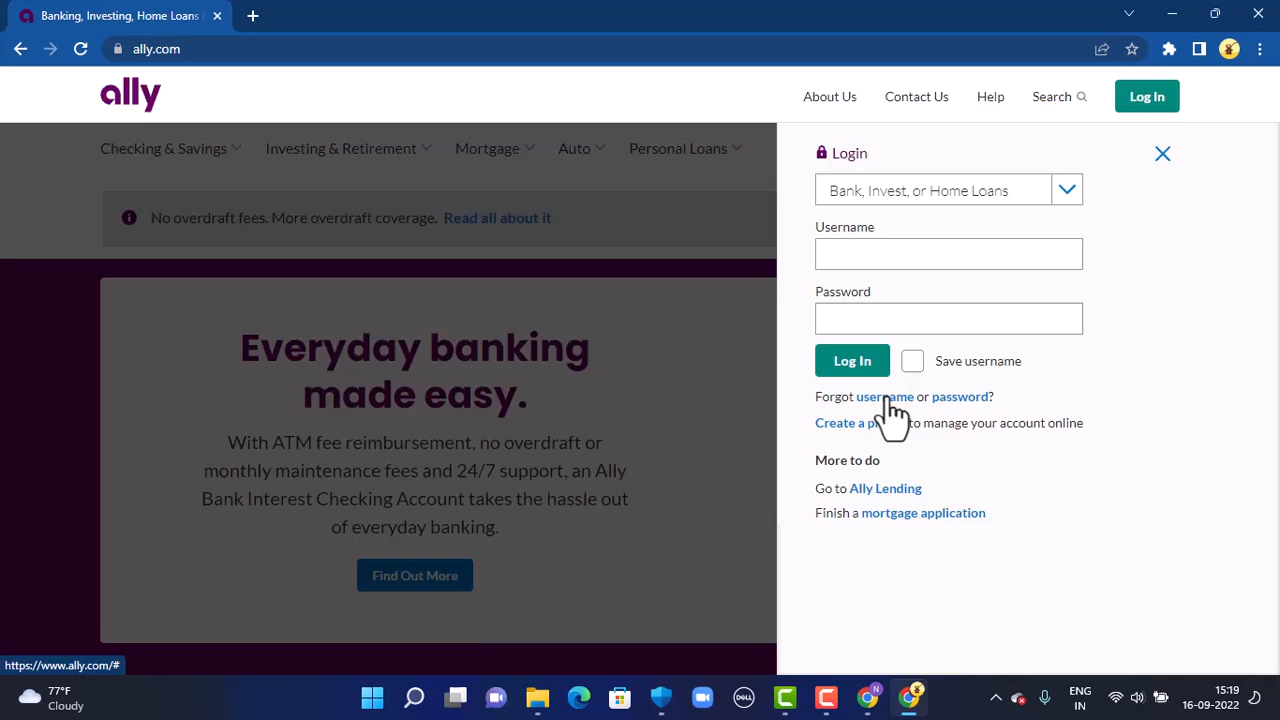 Banking, Investing, Home Loans
ally.com
ally
About Us
Contact Us
Help
Search
Log In
Checking & Savings
Investing & Retirement
Mortgage
Auto
Personal Loans
No overdraft fees. More overdraft coverage. Read all about it
Everyday banking
made easy.
With ATM fee reimbursement, no overdraft or
monthly maintenance fees and 24/7 support, an Ally
Bank Interest Checking Account takes the hassle out
of everyday banking.
Find Out More
Login
Bank, Invest, or Home Loans
Username
Password
Log In
Save username
Forgot username or password?
Create a p to manage your account online
More to do
Go to Ally Lending
Finish a mortgage application
https://www.ally.com/#
77°F
Cloudy
DELL
N
ENG
IN
15:19
16-09-2022